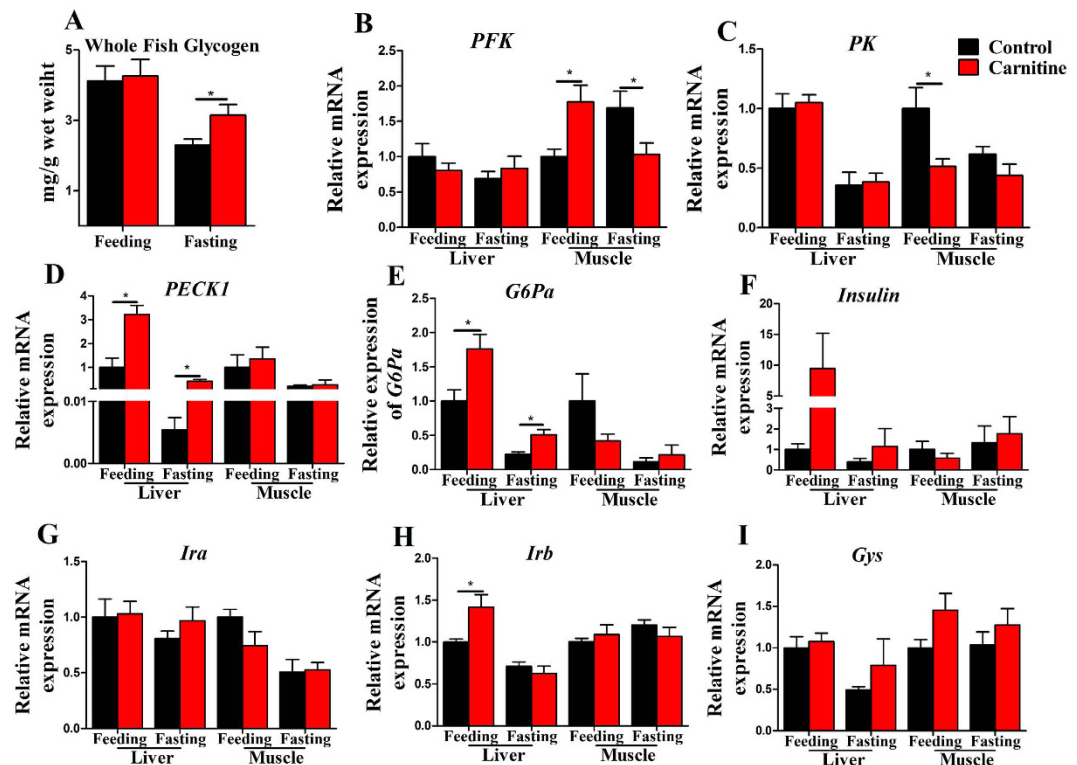 A
Whole Fish Glycogen
mg/g wet weiht
5
3
1
Feeding
Fasting
*
B
PFK
Relative mRNA
expression
2.5
2.0
1.5
1.0
0.5
0.0
*
*
Feeding Fasting Feeding Fasting
Liver Muscle
C
PK
Control
Carnitine
Relative mRNA
expression
1.5
1.0
0.5
0.0
*
Feeding Fasting Feeding Fasting
Liver Muscle
D
PECK1
Relative mRNA
expression
4
3
2
1
0.01
0.00
*
*
Feeding Fasting Feeding Fasting
Liver Muscle
E
G6Pa
Relative expression
of G6Pa
2.5
2.0
1.5
1.0
0.5
0.0
*
*
Feeding Fasting Feeding Fasting
Liver Muscle
F
Insulin
Relative mRNA
expression
20
15
10
5
2
1
0
Feeding Fasting Feeding Fasting
Liver Muscle
G
Ira
Relative mRNA
expression
1.5
1.0
0.5
0.0
Feeding Fasting Feeding Fasting
Liver Muscle
H
Irb
Relative mRNA
expression
2.0
1.5
1.0
0.5
0.0
*
Feeding Fasting Feeding Fasting
Liver Muscle
I
Gys
Relative mRNA
expression
2.0
1.5
1.0
0.5
0.0
Feeding Fasting Feeding Fasting
Liver Muscle